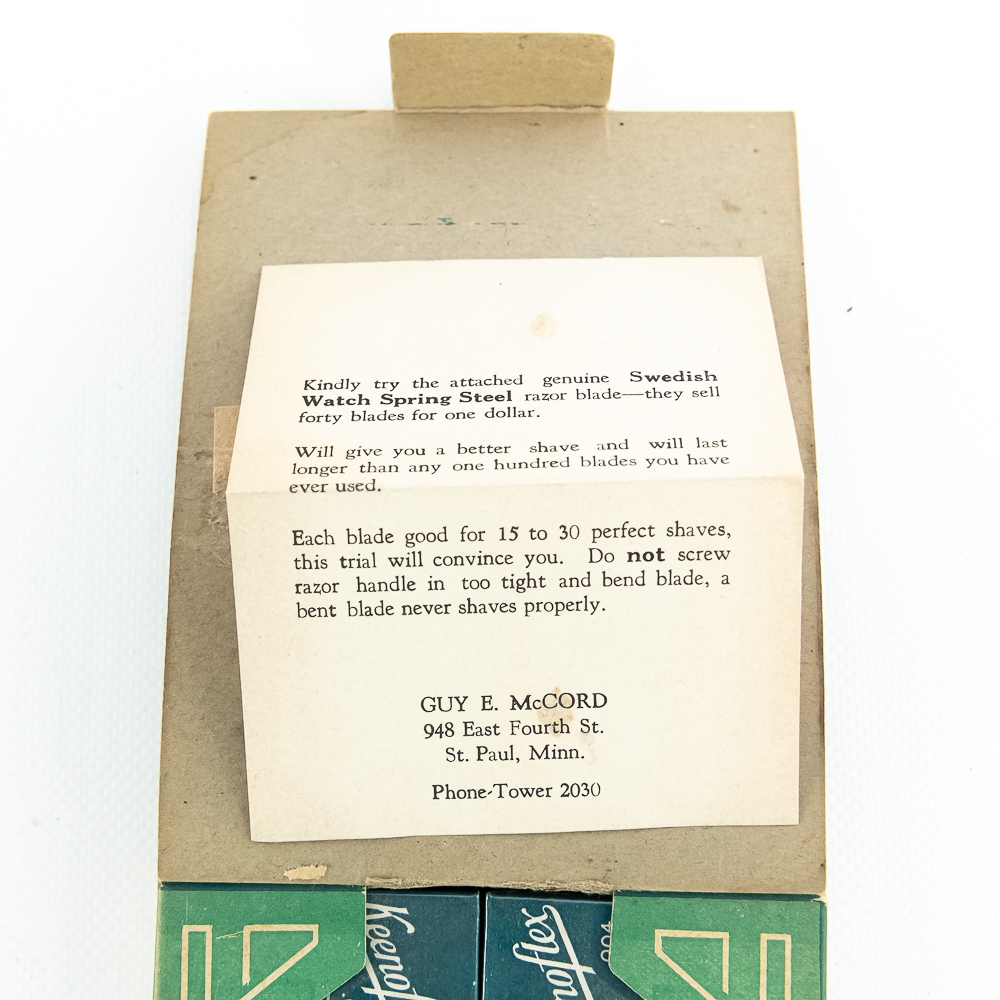 Kindly try the attached genuine Swedish
Watch Spring Steel razor blade—they sell
forty blades for one dollar.
Will give you a better shave and will last
longer than any one hundred blades you have
ever used.
Each blade good for 15 to 30 perfect shaves,
this trial will convince you. Do not screw
razor handle in too tight and bend blade, a
bent blade never shaves properly.
GUY E. McCORD
948 East Fourth St.
St. Paul, Minn.
Phone-Tower 2030